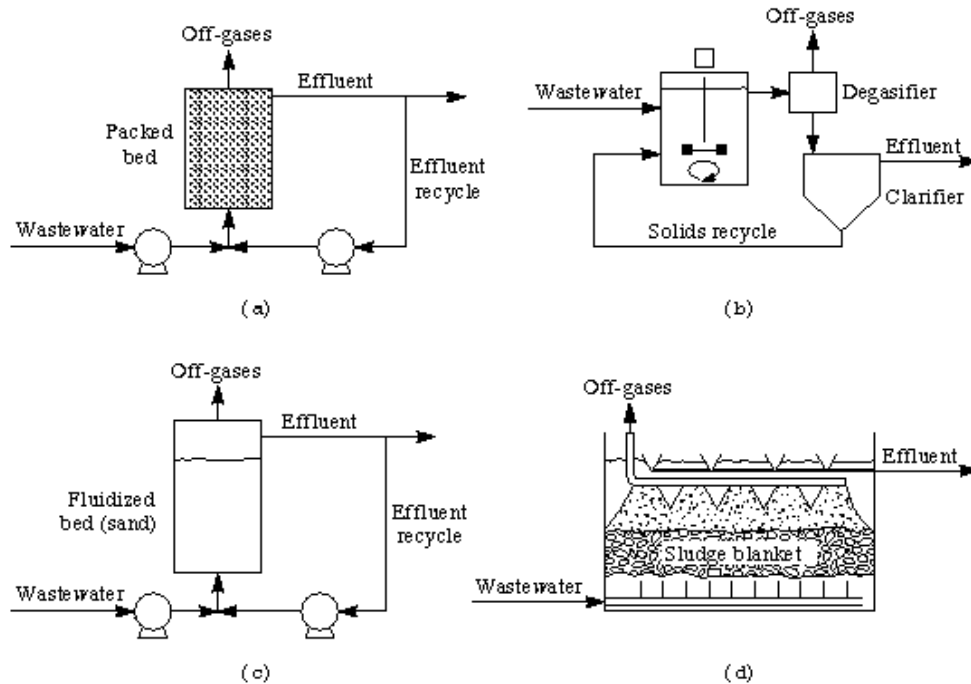 Off-gases
Effluent
Packed
bed
Effluent
recycle
Wastewater
(a)
Off-gases
Wastewater
Degasifier
Effluent
Clarifier
Solids recycle
(b)
Off-gases
Effluent
Fluidized
bed (sand)
Effluent
recycle
Wastewater
(c)
Off-gases
Effluent
Sludge blanket
Wastewater
(d)